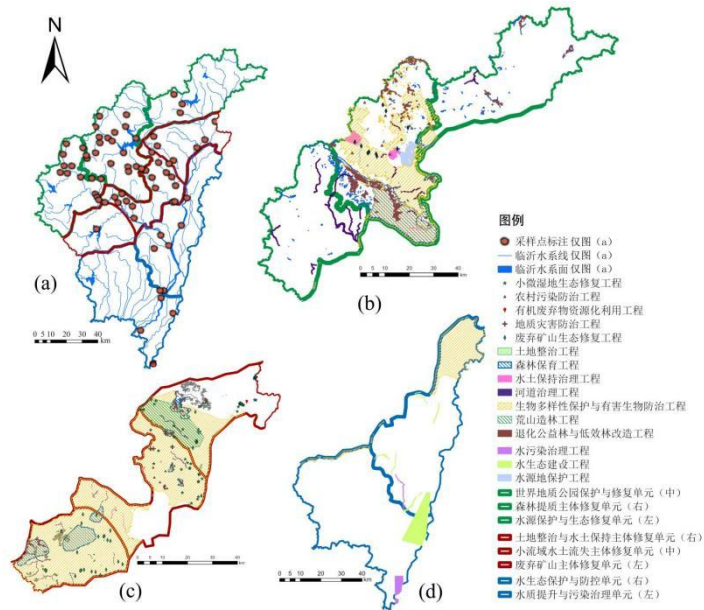 N
(a)
0 5 10 20 30 40
km
(b)
0 5 10 20 30 40
km
(c)
0 5 10 20 30 40
km
(d)
0 5 10 20 30 40
km
图例
采样点标注 仅图（a）
临沂水系线 仅图（a）
临沂水系面 仅图（a）
小微湿地生态修复工程
农村污染防治工程
有机废弃物资源化利用工程
地质灾害防治工程
废弃矿山生态修复工程
土地整治工程
森林保育工程
水土保持治理工程
河道治理工程
生物多样性保护与有害生物防治工程
荒山造林工程
退化公益林与低效林改造工程
水污染治理工程
水生态建设工程
水源地保护工程
世界地质公园保护与修复单元（中）
森林提质主体修复单元（右）
水源保护与生态修复单元（左）
土地整治与水土保持主体修复单元（右）
小流域水土流失主体修复单元（中）
废弃矿山主体修复单元（左）
水生态保护与防控单元（右）
水质提升与污染治理单元（左）